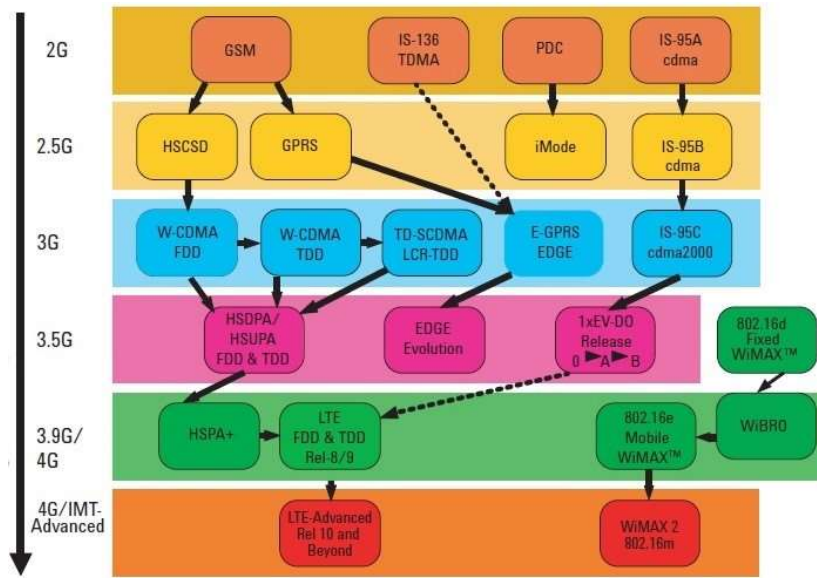 2G
GSM
IS-136
TDMA
PDC
IS-95A
cdma
2.5G
HSCSD
GPRS
iMode
IS-95B
cdma
3G
W-CDMA
FDD
W-CDMA
TDD
TD-SCDMA
LCR-TDD
E-GPRS
EDGE
IS-95C
cdma2000
3.5G
HSDPA/
HSUPA
FDD & TDD
EDGE
Evolution
1xEV-DO
Release
0 ► A ► B
802.16d
Fixed
WiMAX™
3.9G/
4G
HSPA+
LTE
FDD & TDD
Rel-8/9
802.16e
Mobile
WiMAX™
WiBRO
4G/IMT-
Advanced
LTE-Advanced
Rel 10 and
Beyond
WiMAX 2
802.16m